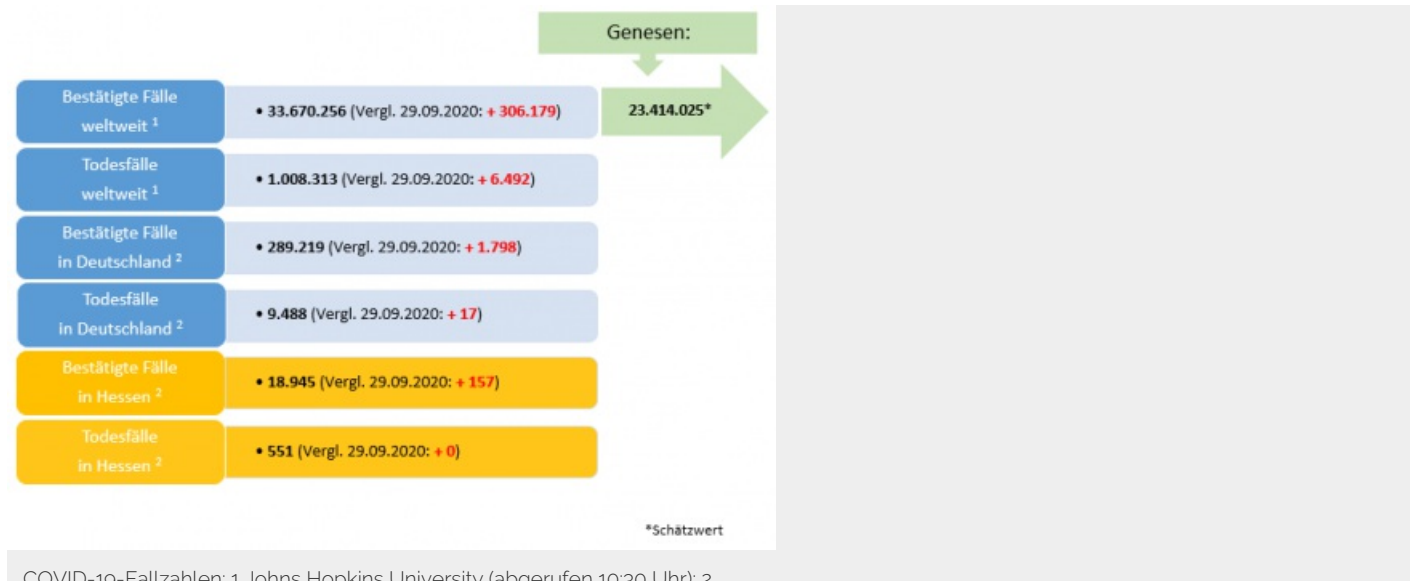 Genesen:
Bestätigte Fälle
weltweit ¹
• 33.670.256 (Vergl. 29.09.2020: + 306.179)
23.414.025*
Todesfälle
weltweit ¹
• 1.008.313 (Vergl. 29.09.2020: + 6.492)
Bestätigte Fälle
in Deutschland ²
• 289.219 (Vergl. 29.09.2020: + 1.798)
Todesfälle
in Deutschland ²
• 9.488 (Vergl. 29.09.2020: + 17)
Bestätigte Fälle
in Hessen ²
• 18.945 (Vergl. 29.09.2020: + 157)
Todesfälle
in Hessen ²
• 551 (Vergl. 29.09.2020: + 0)
*Schätzwert
COVID-19-Fallzahlen: 1 Johns Hopkins University (abgerufen 10:30 Uhr); 2